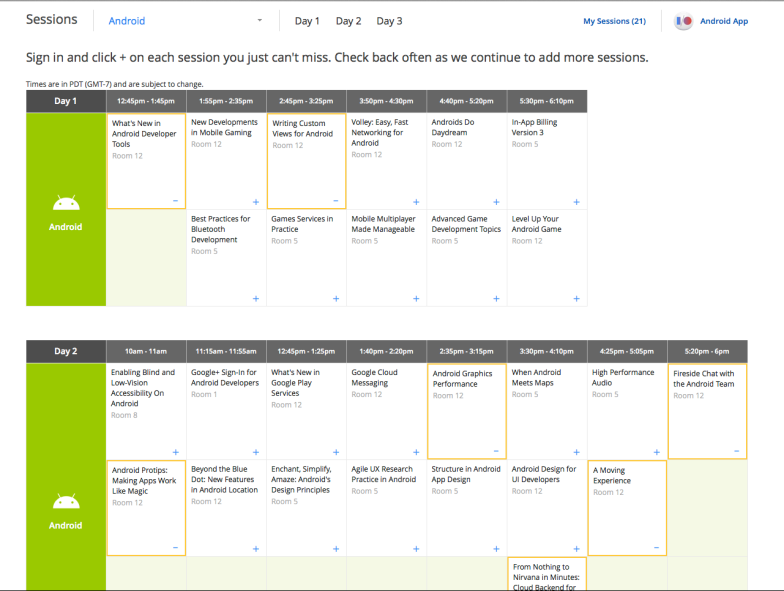 Sessions
Android
Day 1 Day 2 Day 3
My Sessions (21)
Android App
Sign in and click + on each session you just can't miss. Check back often as we continue to add more sessions.
Times are in PDT (GMT-7) and are subject to change.
Day 1
12:45pm - 1:45pm
1:55pm - 2:35pm
2:45pm - 3:25pm
3:50pm - 4:30pm
4:40pm - 5:20pm
5:30pm - 6:10pm
Android
What's New in
Android Developer
Tools
Room 12
−
New Developments
in Mobile Gaming
Room 12
+
Writing Custom
Views for Android
Room 12
−
Volley: Easy, Fast
Networking for
Android
Room 12
+
Androids Do
Daydream
Room 12
+
In-App Billing
Version 3
Room 5
+
Best Practices for
Bluetooth
Development
Room 5
+
Games Services in
Practice
Room 5
+
Mobile Multiplayer
Made Manageable
Room 5
+
Advanced Game
Development Topics
Room 5
+
Level Up Your
Android Game
Room 12
+
Day 2
10am - 11am
11:15am - 11:55am
12:45pm - 1:25pm
1:40pm - 2:20pm
2:35pm - 3:15pm
3:30pm - 4:10pm
4:25pm - 5:05pm
5:20pm - 6pm
Android
Enabling Blind and
Low-Vision
Accessibility On
Android
Room 8
+
Google+ Sign-In for
Android Developers
Room 1
+
What's New in
Google Play
Services
Room 12
+
Google Cloud
Messaging
Room 12
+
Android Graphics
Performance
Room 12
−
When Android
Meets Maps
Room 5
+
High Performance
Audio
Room 5
+
Fireside Chat with
the Android Team
Room 12
−
Android Protips:
Making Apps Work
Like Magic
Room 12
−
Beyond the Blue
Dot: New Features
in Android Location
Room 12
+
Enchant, Simplify,
Amaze: Android's
Design Principles
Room 5
+
Agile UX Research
Practice in Android
Room 5
+
Structure in Android
App Design
Room 5
+
Android Design for
UI Developers
Room 12
+
A Moving
Experience
Room 12
−
From Nothing to
Nirvana in Minutes:
Cloud Backend for